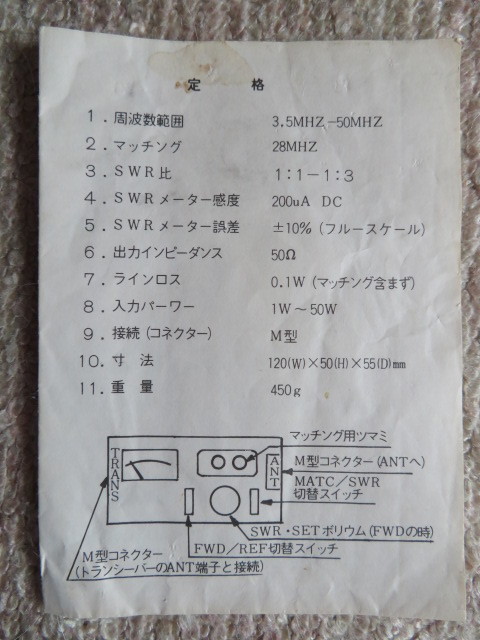 定　格
1．周波数範囲　3,5MHZ－50MHZ
2．マッチング　28MHZ
3．SWR比　1：1－1：3
4．SWRメーター感度　200uA DC
5．SWRメーター誤差　±10%（フルースケール）
6．出力インピーダンス　50Ω
7．ラインロス　0.1W（マッチング含まず）
8．入力パーワー　1W～50W
9．接続（コネクター）　M型
10．寸　法　120(W)×50(H)×55(D)mm
11．重　量　450g
マッチング用ツマミ
TRANS
ANT
M型コネクター（ANTへ）
MATC／SWR
切替スイッチ
SWR・SETボリウム（FWDの時）
FWD／REF切替スイッチ
M型コネクター
（トランシーバーのANT端子と接続）